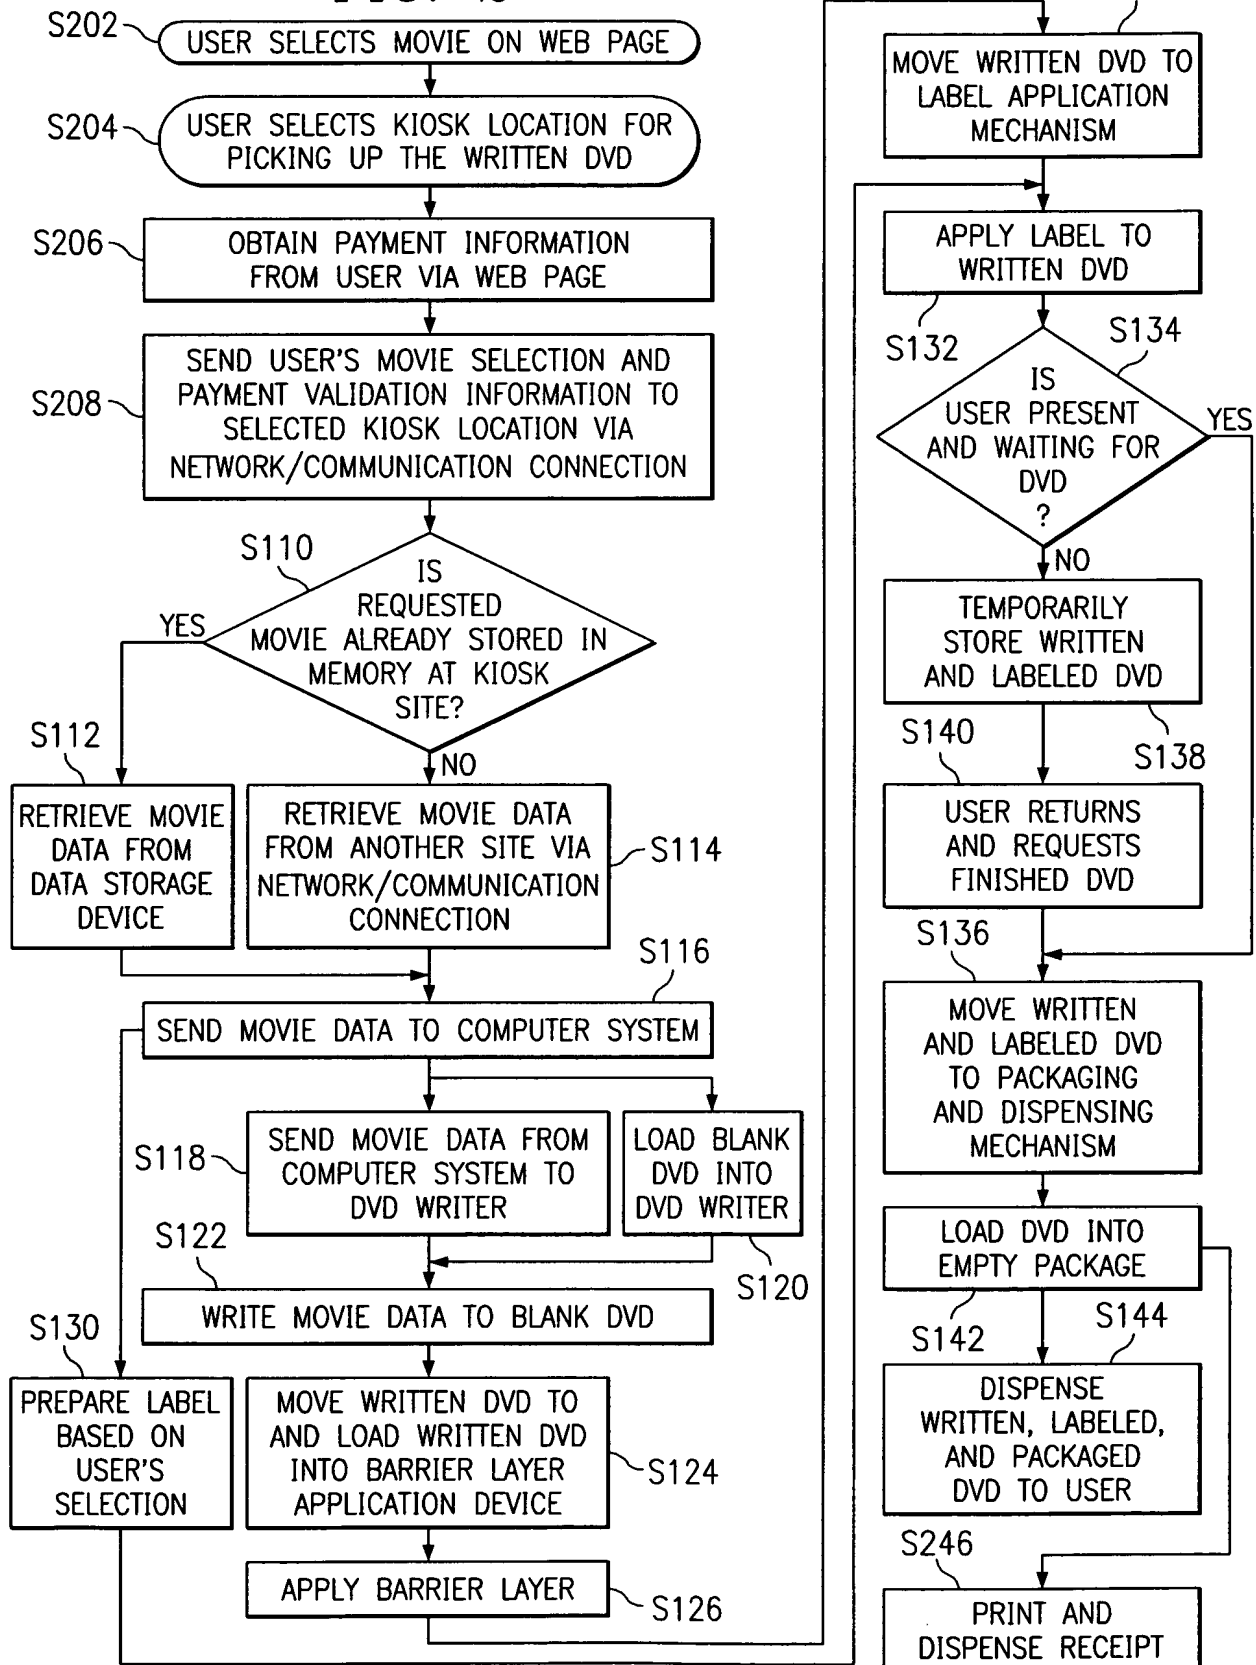 S202
USER SELECTS MOVIE ON WEB PAGE
S204
USER SELECTS KIOSK LOCATION FOR
PICKING UP THE WRITTEN DVD
S206
OBTAIN PAYMENT INFORMATION
FROM USER VIA WEB PAGE
S208
SEND USER'S MOVIE SELECTION AND
PAYMENT VALIDATION INFORMATION TO
SELECTED KIOSK LOCATION VIA
NETWORK/COMMUNICATION CONNECTION
S110
IS
REQUESTED
MOVIE ALREADY STORED IN
MEMORY AT KIOSK
SITE?
YES
NO
S112
RETRIEVE MOVIE
DATA FROM
DATA STORAGE
DEVICE
RETRIEVE MOVIE DATA
FROM ANOTHER SITE VIA
NETWORK/COMMUNICATION
CONNECTION
S114
S116
SEND MOVIE DATA TO COMPUTER SYSTEM
S118
SEND MOVIE DATA FROM
COMPUTER SYSTEM TO
DVD WRITER
LOAD BLANK
DVD INTO
DVD WRITER
S120
S122
WRITE MOVIE DATA TO BLANK DVD
S130
PREPARE LABEL
BASED ON
USER'S
SELECTION
MOVE WRITTEN DVD TO
AND LOAD WRITTEN DVD
INTO BARRIER LAYER
APPLICATION DEVICE
S124
APPLY BARRIER LAYER
S126
MOVE WRITTEN DVD TO
LABEL APPLICATION
MECHANISM
APPLY LABEL TO
WRITTEN DVD
S132
S134
IS
USER PRESENT
AND WAITING FOR
DVD
?
YES
NO
TEMPORARILY
STORE WRITTEN
AND LABELED DVD
S138
S140
USER RETURNS
AND REQUESTS
FINISHED DVD
S136
MOVE WRITTEN
AND LABELED DVD
TO PACKAGING
AND DISPENSING
MECHANISM
LOAD DVD INTO
EMPTY PACKAGE
S142
S144
DISPENSE
WRITTEN, LABELED,
AND PACKAGED
DVD TO USER
S246
PRINT AND
DISPENSE RECEIPT